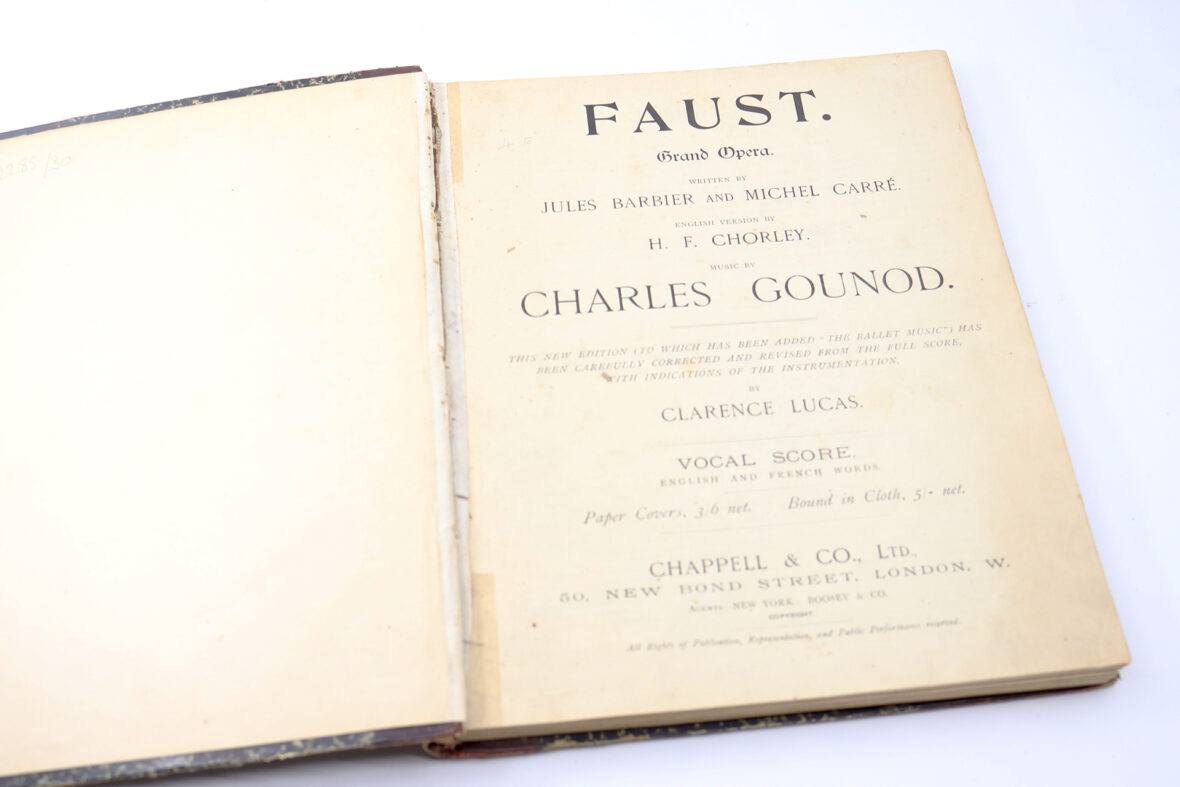 2285/30
FAUST.
Grand Opera.
WRITTEN BY
JULES BARBIER AND MICHEL CARRÉ.
ENGLISH VERSION BY
H. F. CHORLEY.
MUSIC BY
CHARLES GOUNOD.
THIS NEW EDITION (TO WHICH HAS BEEN ADDED "THE BALLET MUSIC") HAS
BEEN CAREFULLY CORRECTED AND REVISED FROM THE FULL SCORE,
WITH INDICATIONS OF THE INSTRUMENTATION,
BY
CLARENCE LUCAS.
VOCAL SCORE.
ENGLISH AND FRENCH WORDS.
Paper Covers, 3/6 net. Bound in Cloth, 5/- net.
CHAPPELL & CO., LTD.,
50, NEW BOND STREET, LONDON, W.
AGENTS—NEW YORK: BOOSEY & CO.
COPYRIGHT.
All Rights of Publication, Representation, and Public Performance reserved.